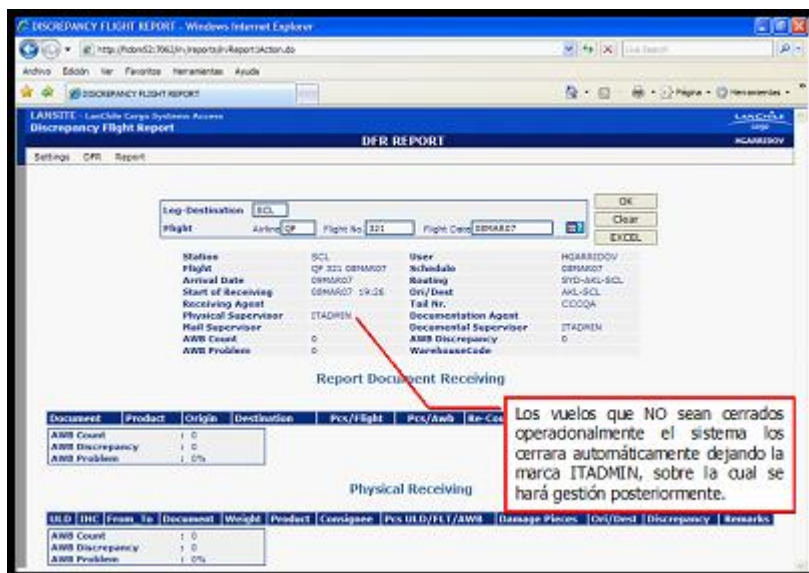 DISCREPANCY FLIGHT REPORT - Windows Internet Explorer
Archivo Edición Ver Favoritos Herramientas Ayuda
DISCREPANCY FLIGHT REPORT
Página Herramientas
LANSITE - LanChile Cargo Systems Access
LANCHILE
Discrepancy Flight Report
cargo
DFR REPORT
HGARRIDOV
Settings DFR Report
Leg-Destination SCL
OK
Flight Airline QF Flight No. 321 Flight Date 08MAR07
Clear
EXCEL
Station SCL User HGARRIDOV
Flight QF 321 08MAR07 Schedule 08MAR07
Arrival Date 08MAR07 Routing SYD-AKL-SCL
Start of Receiving 08MAR07 19:26 Ori/Dest AKL-SCL
Receiving Agent Tail Nr. CCCQA
Physical Supervisor ITADMIN Documentation Agent
Mail Supervisor Documental Supervisor ITADMIN
AWB Count 0 AWB Discrepancy 0
AWB Problem 0 WarehouseCode
Report Document Receiving
Document Product Origin Destination Pcs/Flight Pcs/Awb
AWB Count : 0
AWB Discrepancy : 0
AWB Problem : 0%
Los vuelos que NO sean cerrados
operacionalmente el sistema los
cerrara automáticamente dejando la
marca ITADMIN, sobre la cual se
hará gestión posteriormente.
Physical Receiving
ULD IHC From To Document Weight Product Consignee Pcs ULD/FLT/AWB Damage Pieces Ori/Dest Discrepancy Remarks
AWB Count : 0
AWB Discrepancy : 0
AWB Problem : 0%